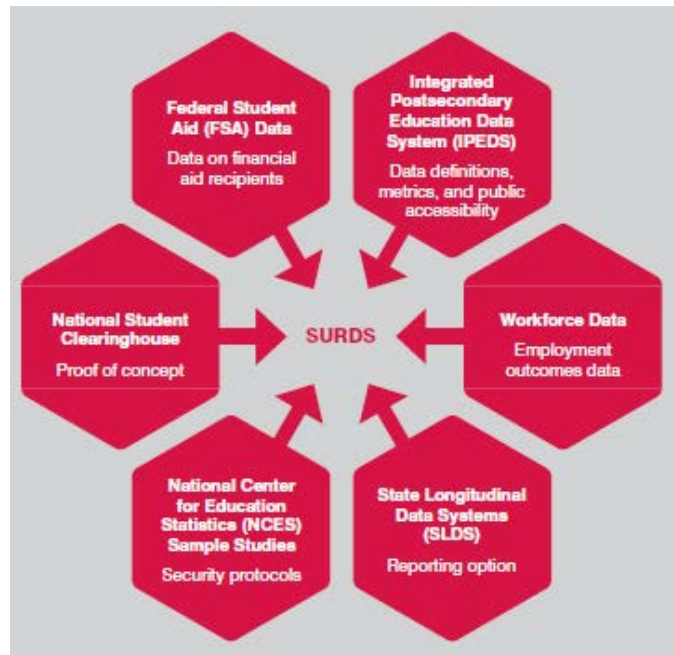 Federal Student
Aid (FSA) Data
Data on financial
aid recipients
Integrated
Postsecondary
Education Data
System (IPEDS)
Data definitions,
metrics, and public
accessibility
National Student
Clearinghouse
Proof of concept
SURDS
Workforce Data
Employment
outcomes data
National Center
for Education
Statistics (NCES)
Sample Studies
Security protocols
State Longitudinal
Data Systems
(SLDS)
Reporting option